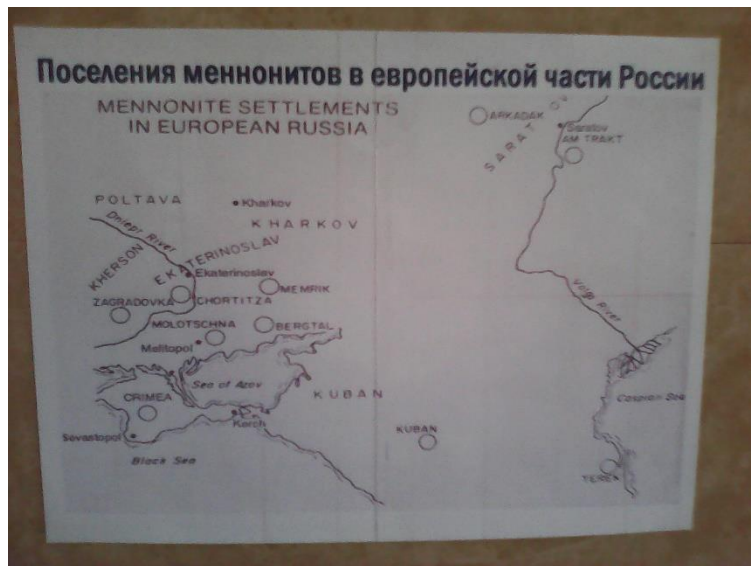 Поселения меннонитов в европейской части России
MENNONITE SETTLEMENTS
IN EUROPEAN RUSSIA
ARKADAK
SARATOV
Saratov
AM TRAKT
POLTAVA
Kharkov
Dniepr River
KHARKOV
KHERSON
EKATERINOSLAV
Ekaterinoslav
MEMRIK
ZAGRADOVKA
CHORTITZA
Volga River
MOLOTSCHNA
BERGTAL
Melitopol
Sea of Azov
KUBAN
CRIMEA
Caspian Sea
Kerch
KUBAN
Sevastopol
Black Sea
TEREK